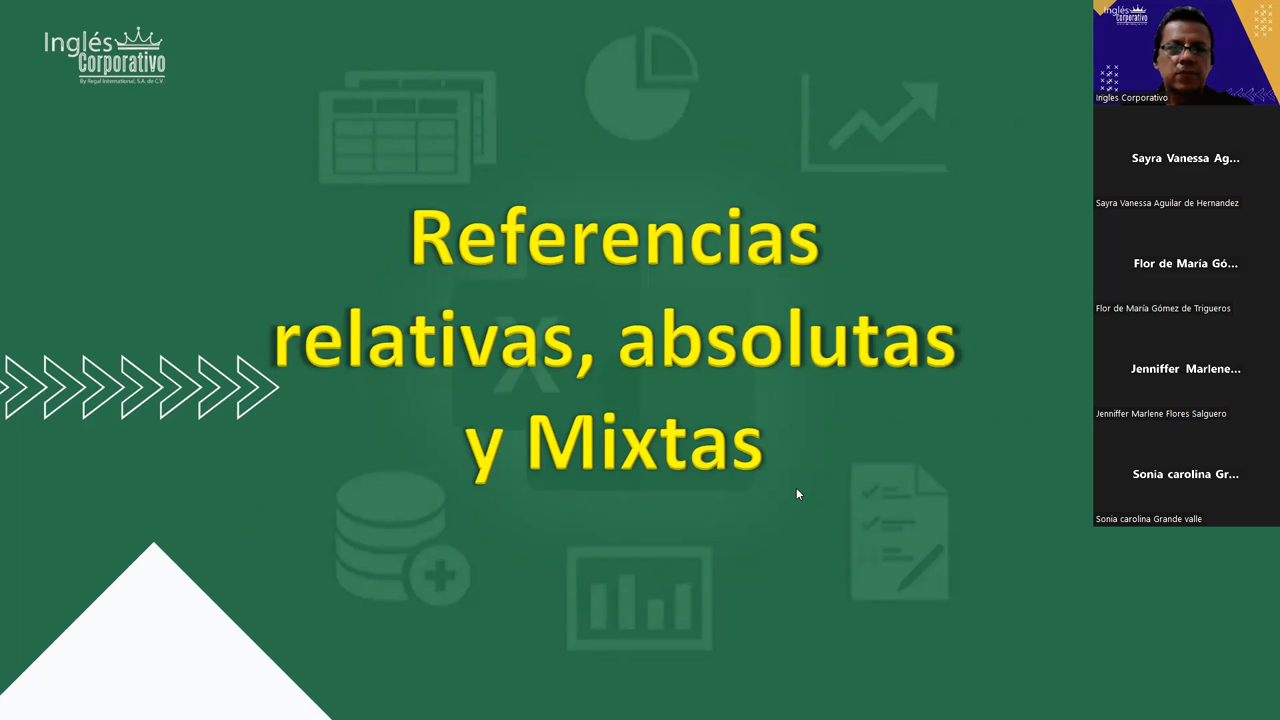 Inglés
Corporativo
By Regal International, S.A. de C.V.
Referencias
relativas, absolutas
y Mixtas
Inglés
Corporativo
Ingles Corporativo
Sayra Vanessa Ag...
Sayra Vanessa Aguilar de Hernandez
Flor de María Gó...
Flor de María Gómez de Trigueros
Jenniffer Marlene...
Jenniffer Marlene Flores Salguero
Sonia carolina Gr...
Sonia carolina Grande valle